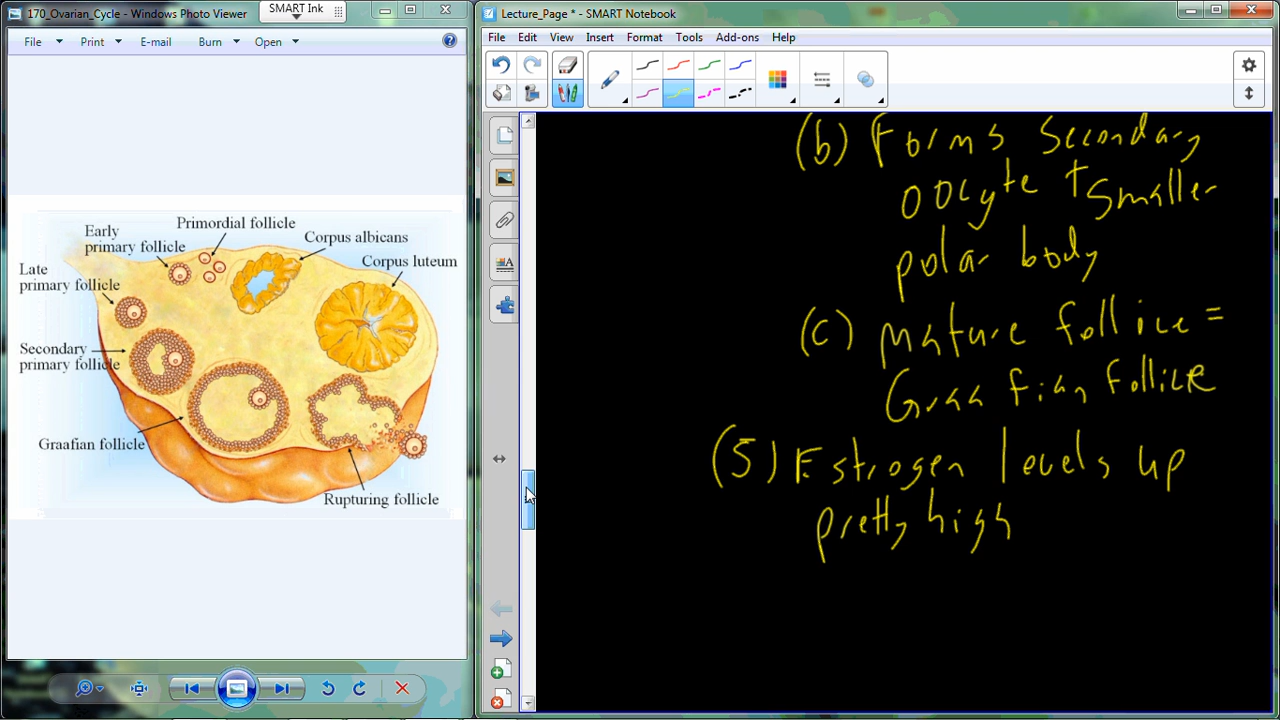 170_Ovarian_Cycle - Windows Photo Viewer
SMART Ink
File Print E-mail Burn Open
Primordial follicle
Early
primary follicle
Corpus albicans
Corpus luteum
Late
primary follicle
Secondary
primary follicle
Graafian follicle
Rupturing follicle
Lecture_Page * - SMART Notebook
File Edit View Insert Format Tools Add-ons Help
(b) Forms Secondary
oocyte + smaller
polar body
(c) Mature follicle =
Graafian Follicle
(5) Estrogen levels up
pretty high